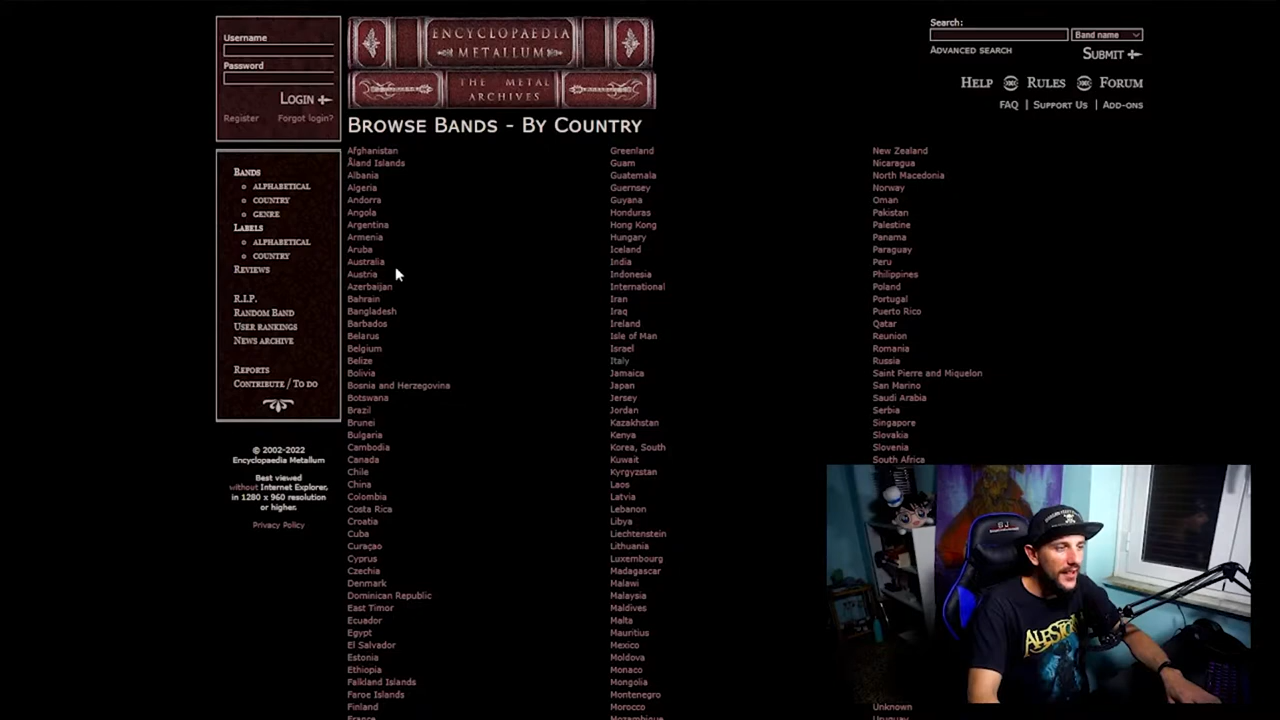 Username
Password
LOGIN
Register
Forgot login?
ENCYCLOPAEDIA
METALLUM
THE METAL
ARCHIVES
Search:
Band name
ADVANCED SEARCH
SUBMIT
HELP
RULES
FORUM
FAQ | SUPPORT US | ADD-ONS
BROWSE BANDS - BY COUNTRY
BANDS
ALPHABETICAL
COUNTRY
GENRE
LABELS
ALPHABETICAL
COUNTRY
REVIEWS
R.I.P.
RANDOM BAND
USER RANKINGS
NEWS ARCHIVE
REPORTS
CONTRIBUTE / TO DO
© 2002-2022
Encyclopaedia Metallum
Best viewed
without Internet Explorer,
in 1280 x 960 resolution
or higher.
Privacy Policy
Afghanistan
Åland Islands
Albania
Algeria
Andorra
Angola
Argentina
Armenia
Aruba
Australia
Austria
Azerbaijan
Bahrain
Bangladesh
Barbados
Belarus
Belgium
Belize
Bolivia
Bosnia and Herzegovina
Botswana
Brazil
Brunei
Bulgaria
Cambodia
Canada
Chile
China
Colombia
Costa Rica
Croatia
Cuba
Curaçao
Cyprus
Czechia
Denmark
Dominican Republic
East Timor
Ecuador
Egypt
El Salvador
Estonia
Ethiopia
Falkland Islands
Faroe Islands
Finland
France
Greenland
Guam
Guatemala
Guernsey
Guyana
Honduras
Hong Kong
Hungary
Iceland
India
Indonesia
International
Iran
Iraq
Ireland
Isle of Man
Israel
Italy
Jamaica
Japan
Jersey
Jordan
Kazakhstan
Kenya
Korea, South
Kuwait
Kyrgyzstan
Laos
Latvia
Lebanon
Libya
Liechtenstein
Lithuania
Luxembourg
Madagascar
Malawi
Malaysia
Maldives
Malta
Mauritius
Mexico
Moldova
Monaco
Mongolia
Montenegro
Morocco
Mozambique
New Zealand
Nicaragua
North Macedonia
Norway
Oman
Pakistan
Palestine
Panama
Paraguay
Peru
Philippines
Poland
Portugal
Puerto Rico
Qatar
Reunion
Romania
Russia
Saint Pierre and Miquelon
San Marino
Saudi Arabia
Serbia
Singapore
Slovakia
Slovenia
South Africa
Unknown
Uruguay